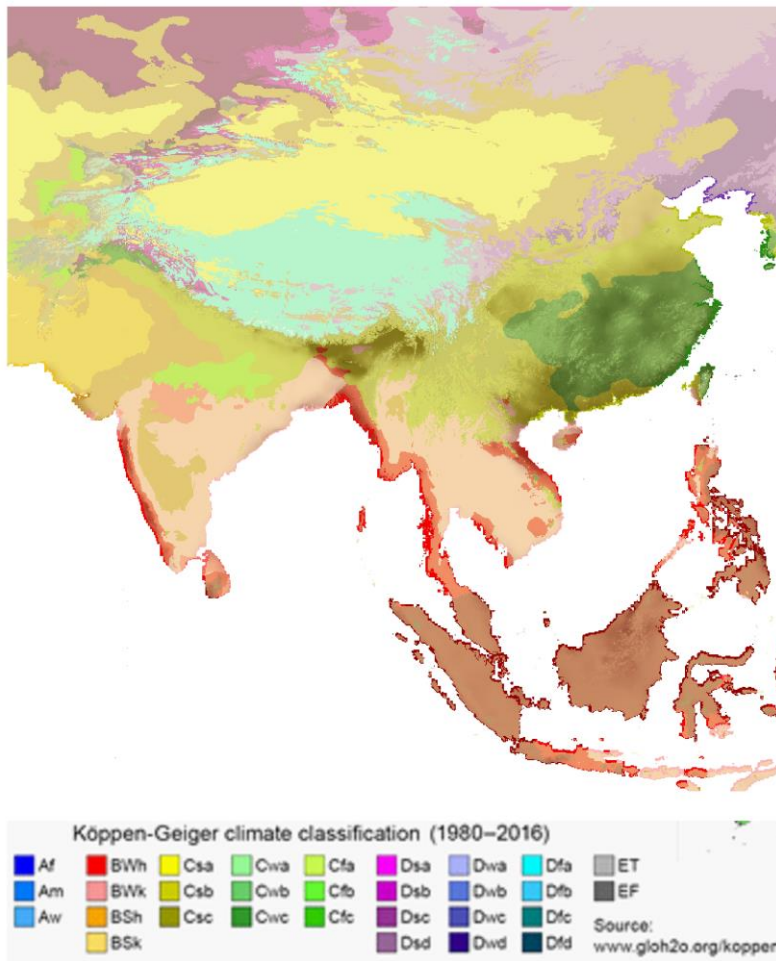 Köppen-Geiger climate classification (1980–2016)
Af BWh Csa Cwa Cfa Dsa Dwa Dfa ET
Am BWk Csb Cwb Cfb Dsb Dwb Dfb EF
Aw BSh Csc Cwc Cfc Dsc Dwc Dfc
BSk Dsd Dwd Dfd
Source:
www.gloh2o.org/koppen